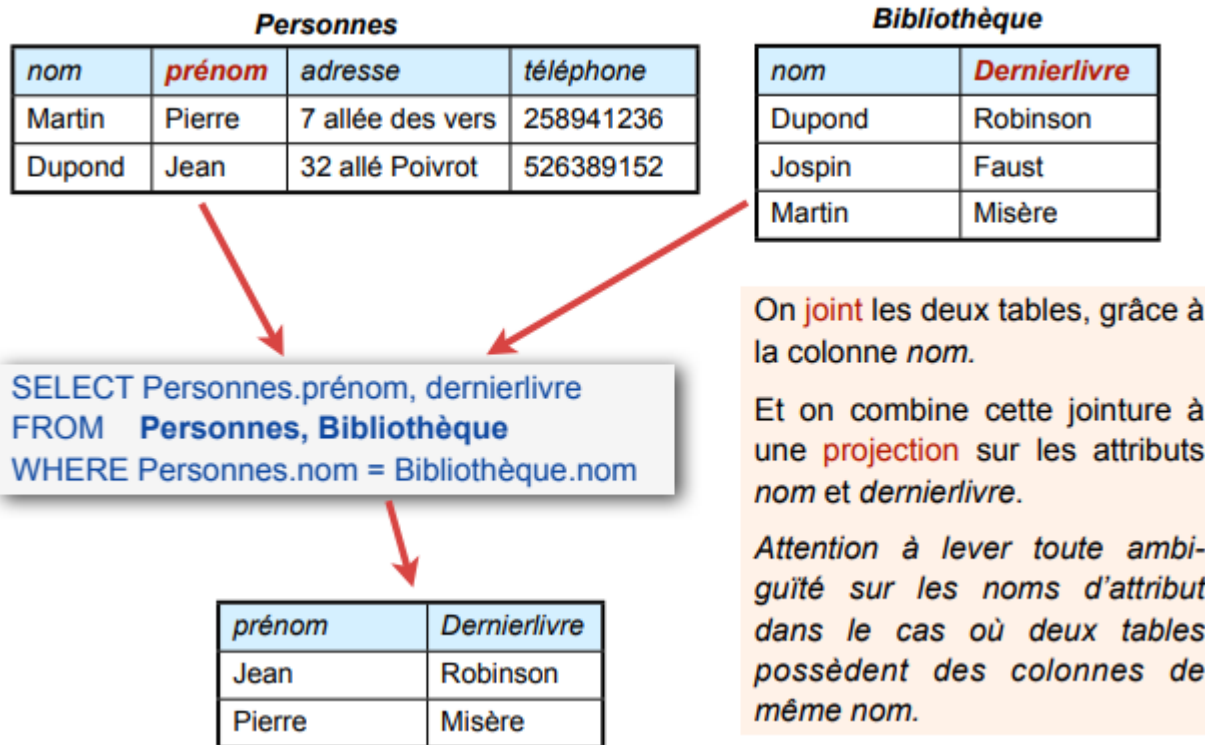 Personnes
nom prénom adresse téléphone
Martin Pierre 7 allée des vers 258941236
Dupond Jean 32 allé Poivrot 526389152
Bibliothèque
nom Dernierlivre
Dupond Robinson
Jospin Faust
Martin Misère
SELECT Personnes.prénom, dernierlivre
FROM Personnes, Bibliothèque
WHERE Personnes.nom = Bibliothèque.nom
On joint les deux tables, grâce à
la colonne nom.
Et on combine cette jointure à
une projection sur les attributs
nom et dernierlivre.
Attention à lever toute ambi-
guïté sur les noms d'attribut
dans le cas où deux tables
possèdent des colonnes de
même nom.
prénom Dernierlivre
Jean Robinson
Pierre Misère